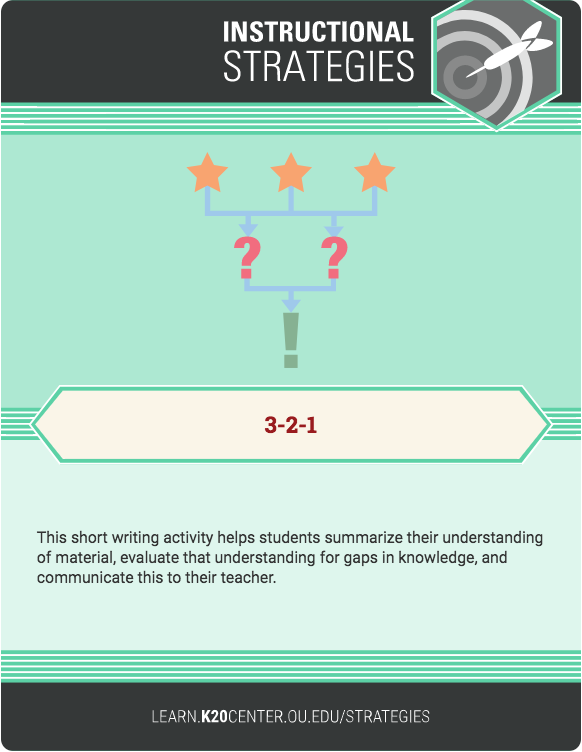 INSTRUCTIONAL
STRATEGIES
? ?
!
3-2-1
This short writing activity helps students summarize their understanding
of material, evaluate that understanding for gaps in knowledge, and
communicate this to their teacher.
LEARN.K20CENTER.OU.EDU/STRATEGIES